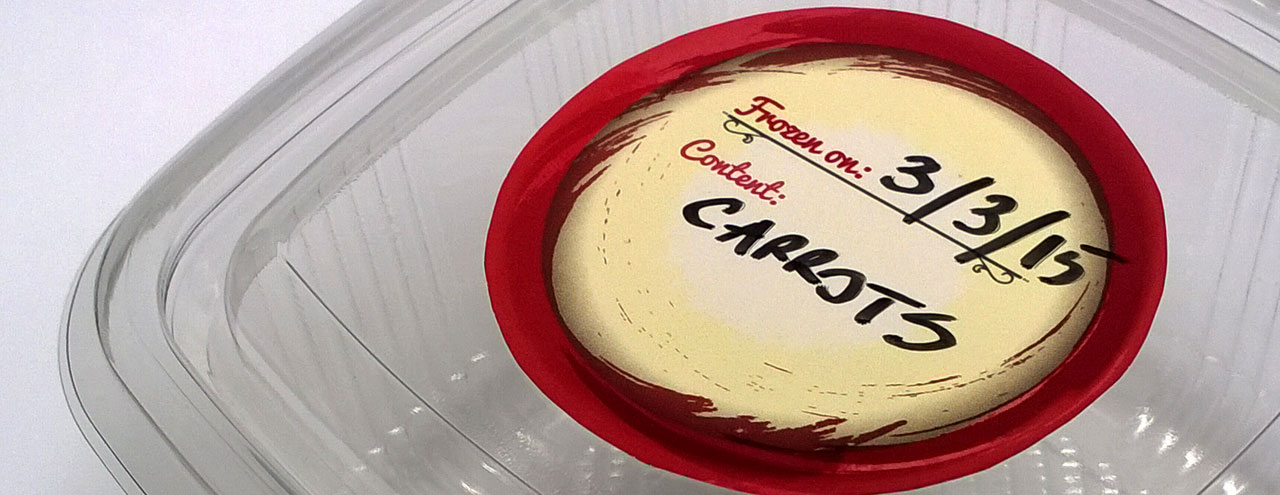 Frozen on: 3/3/15
Content:
CARROTS